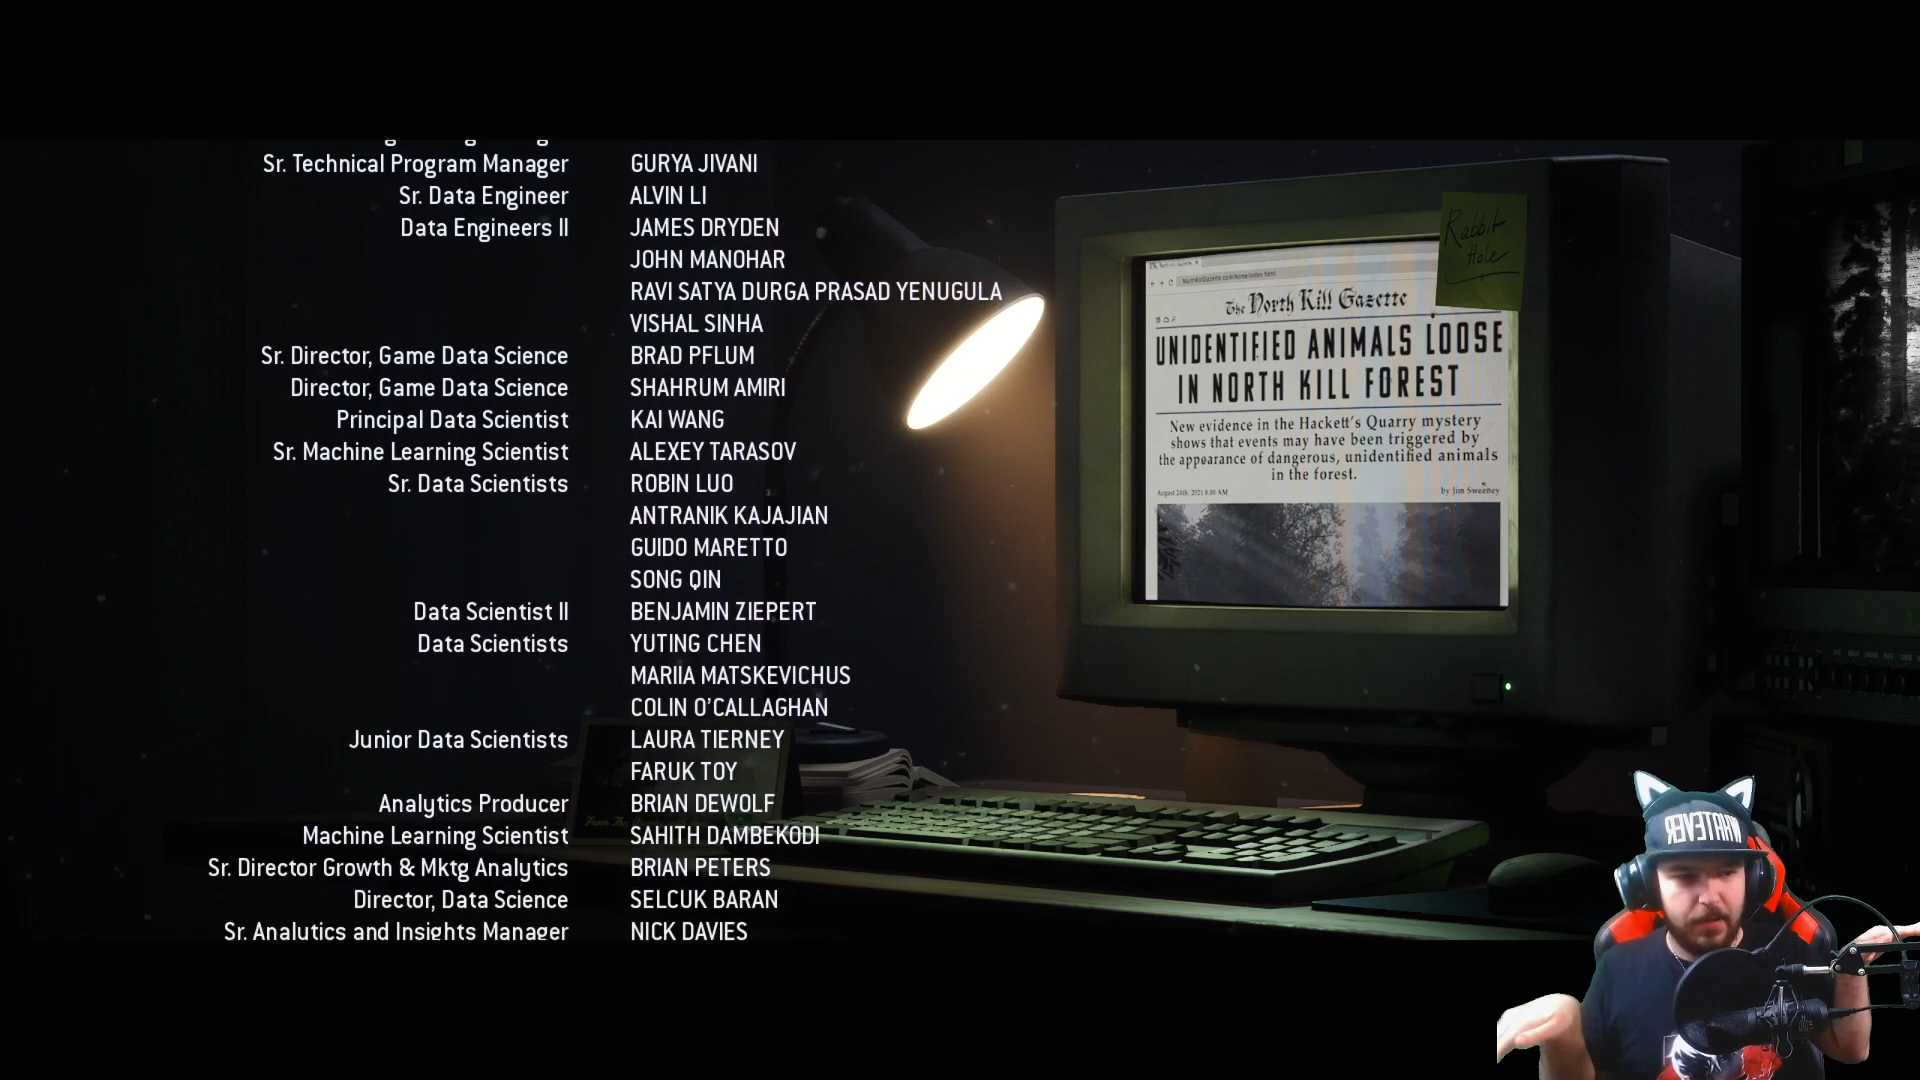 Sr. Technical Program Manager GURYA JIVANI
Sr. Data Engineer ALVIN LI
Data Engineers II JAMES DRYDEN
JOHN MANOHAR
RAVI SATYA DURGA PRASAD YENUGULA
VISHAL SINHA
Sr. Director, Game Data Science BRAD PFLUM
Director, Game Data Science SHAHRUM AMIRI
Principal Data Scientist KAI WANG
Sr. Machine Learning Scientist ALEXEY TARASOV
Sr. Data Scientists ROBIN LUO
ANTRANIK KAJAJIAN
GUIDO MARETTO
SONG QIN
Data Scientist II BENJAMIN ZIEPERT
Data Scientists YUTING CHEN
MARIIA MATSKEVICHUS
COLIN O'CALLAGHAN
Junior Data Scientists LAURA TIERNEY
FARUK TOY
Analytics Producer BRIAN DEWOLF
Machine Learning Scientist SAHITH DAMBEKODI
Sr. Director Growth & Mktg Analytics BRIAN PETERS
Director, Data Science SELCUK BARAN
Sr. Analytics and Insights Manager NICK DAVIES
Rabbit
Hole
The North Kill Gazette
UNIDENTIFIED ANIMALS LOOSE
IN NORTH KILL FOREST
New evidence in the Hackett's Quarry mystery
shows that events may have been triggered by
the appearance of dangerous, unidentified animals
in the forest.
by Jim Sweeney
WHATEVER